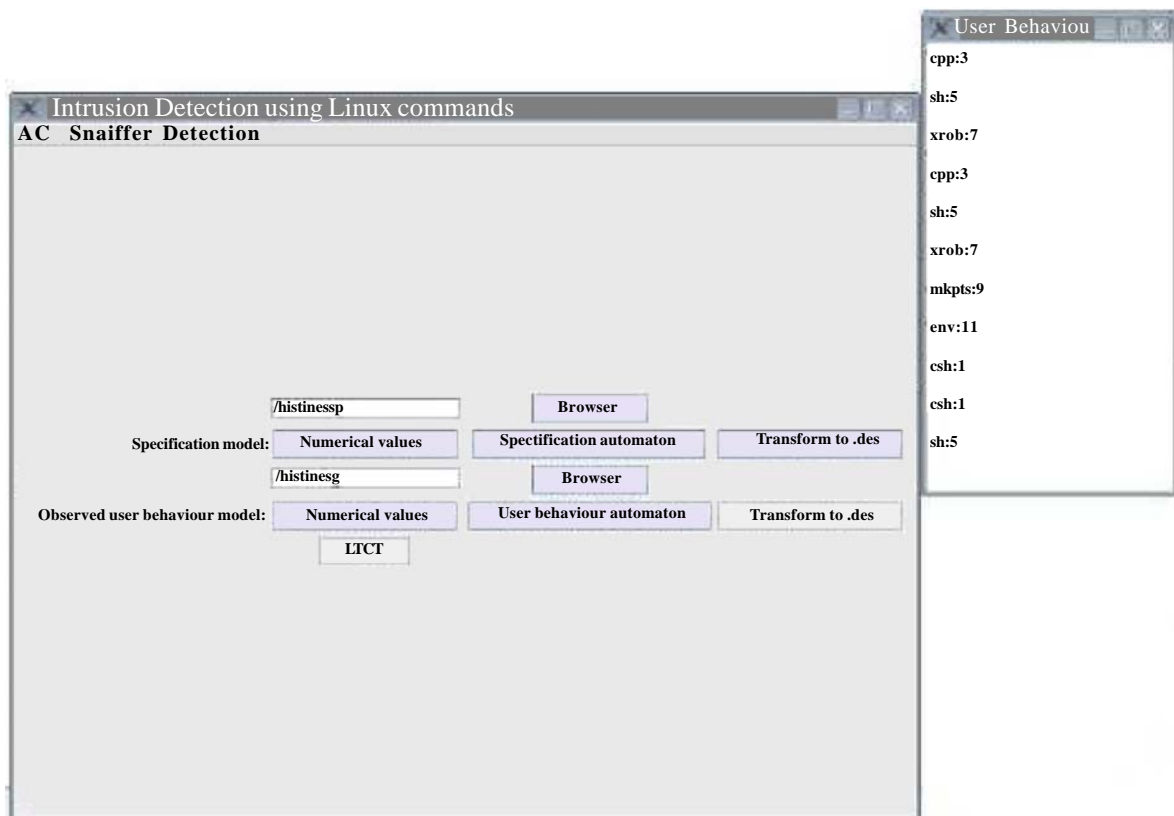 Intrusion Detection using Linux commands
AC Snaiffer Detection
/histinessp Browser
Specification model: Numerical values Spectification automaton Transform to .des
/histinesg Browser
Observed user behaviour model: Numerical values User behaviour automaton Transform to .des
LTCT
User Behaviou
cpp:3
sh:5
xrob:7
cpp:3
sh:5
xrob:7
mkpts:9
env:11
csh:1
csh:1
sh:5